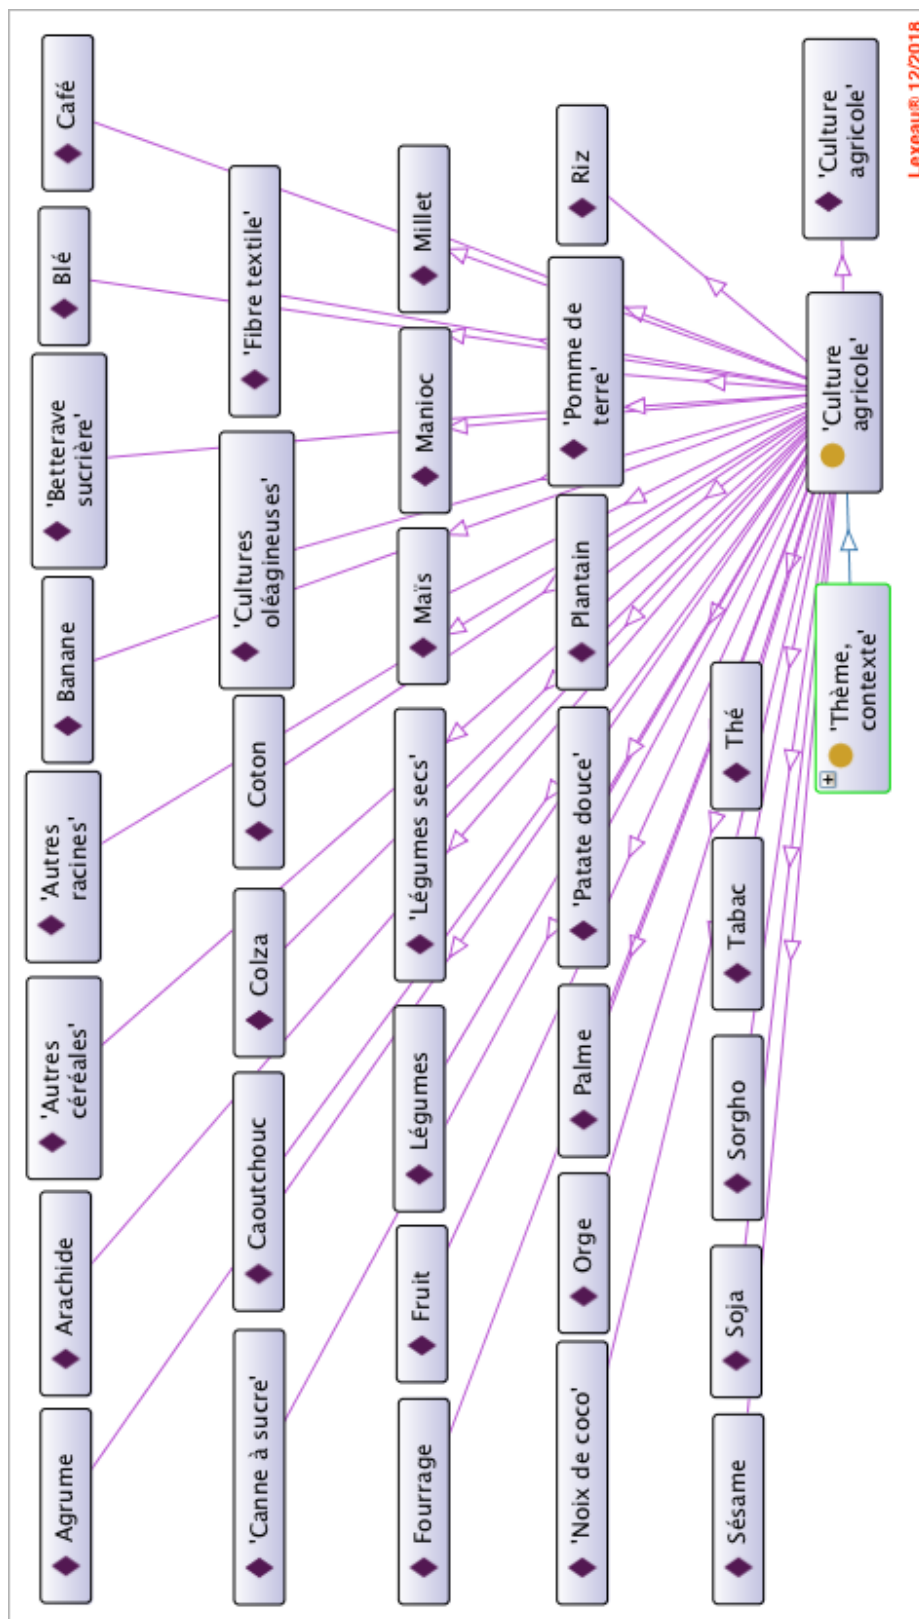 Agrume
Arachide
'Autres
céréales'
'Autres
racines'
Banane
'Betterave
sucrière'
Blé
Café
'Canne à sucre'
Caoutchouc
Colza
Coton
'Cultures
oléagineuses'
'Fibre textile'
Fourrage
Fruit
Légumes
'Légumes secs'
Maïs
Manioc
Millet
'Noix de coco'
Orge
Palme
'Patate douce'
Plantain
'Pomme de
terre'
Riz
Sésame
Soja
Sorgho
Tabac
Thé
'Thème,
contexte'
'Culture
agricole'
'Culture
agricole'
Lexeau® 12/2018